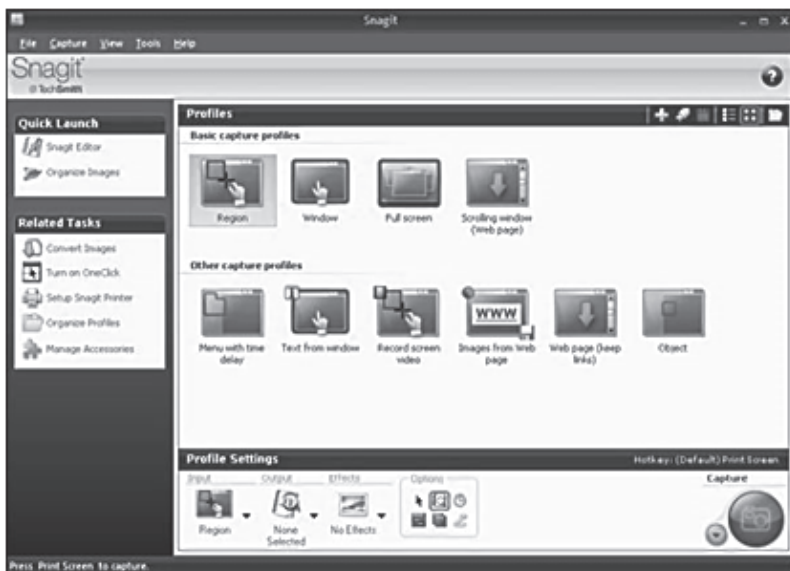 Snagit
File Capture View Tools Help
Snagit
TechSmith
?
Quick Launch
Snagit Editor
Organize Images
Related Tasks
Convert Images
Turn on OneClick
Setup Snagit Printer
Organize Profiles
Manage Accessories
Profiles
Basic capture profiles
Region
Window
Full screen
Scrolling window
(Web page)
Other capture profiles
Menu with time
delay
Text from window
Record screen
video
WWW
Images from Web
page
Web page (keep
links)
Object
Profile Settings
Hotkey: (Default) Print Screen
Input
Output
Effects
Options
Capture
Region
None
Selected
No Effects
Press Print Screen to capture.